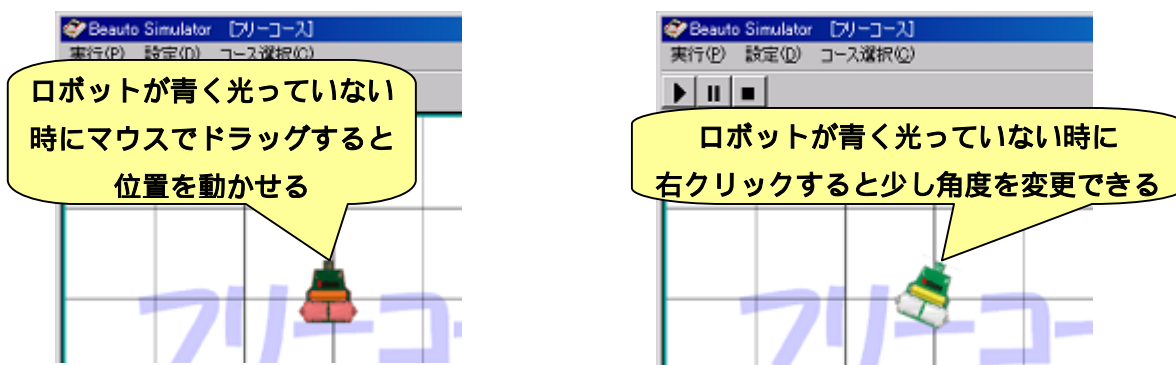 Beauto Simulator [フリーコース]
実行(P) 設定(D) コース選択(C)
ロボットが青く光っていない
時にマウスでドラッグすると
位置を動かせる
フリーコー
Beauto Simulator [フリーコース]
実行(P) 設定(D) コース選択(C)
ロボットが青く光っていない時に
右クリックすると少し角度を変更できる
フリーコー